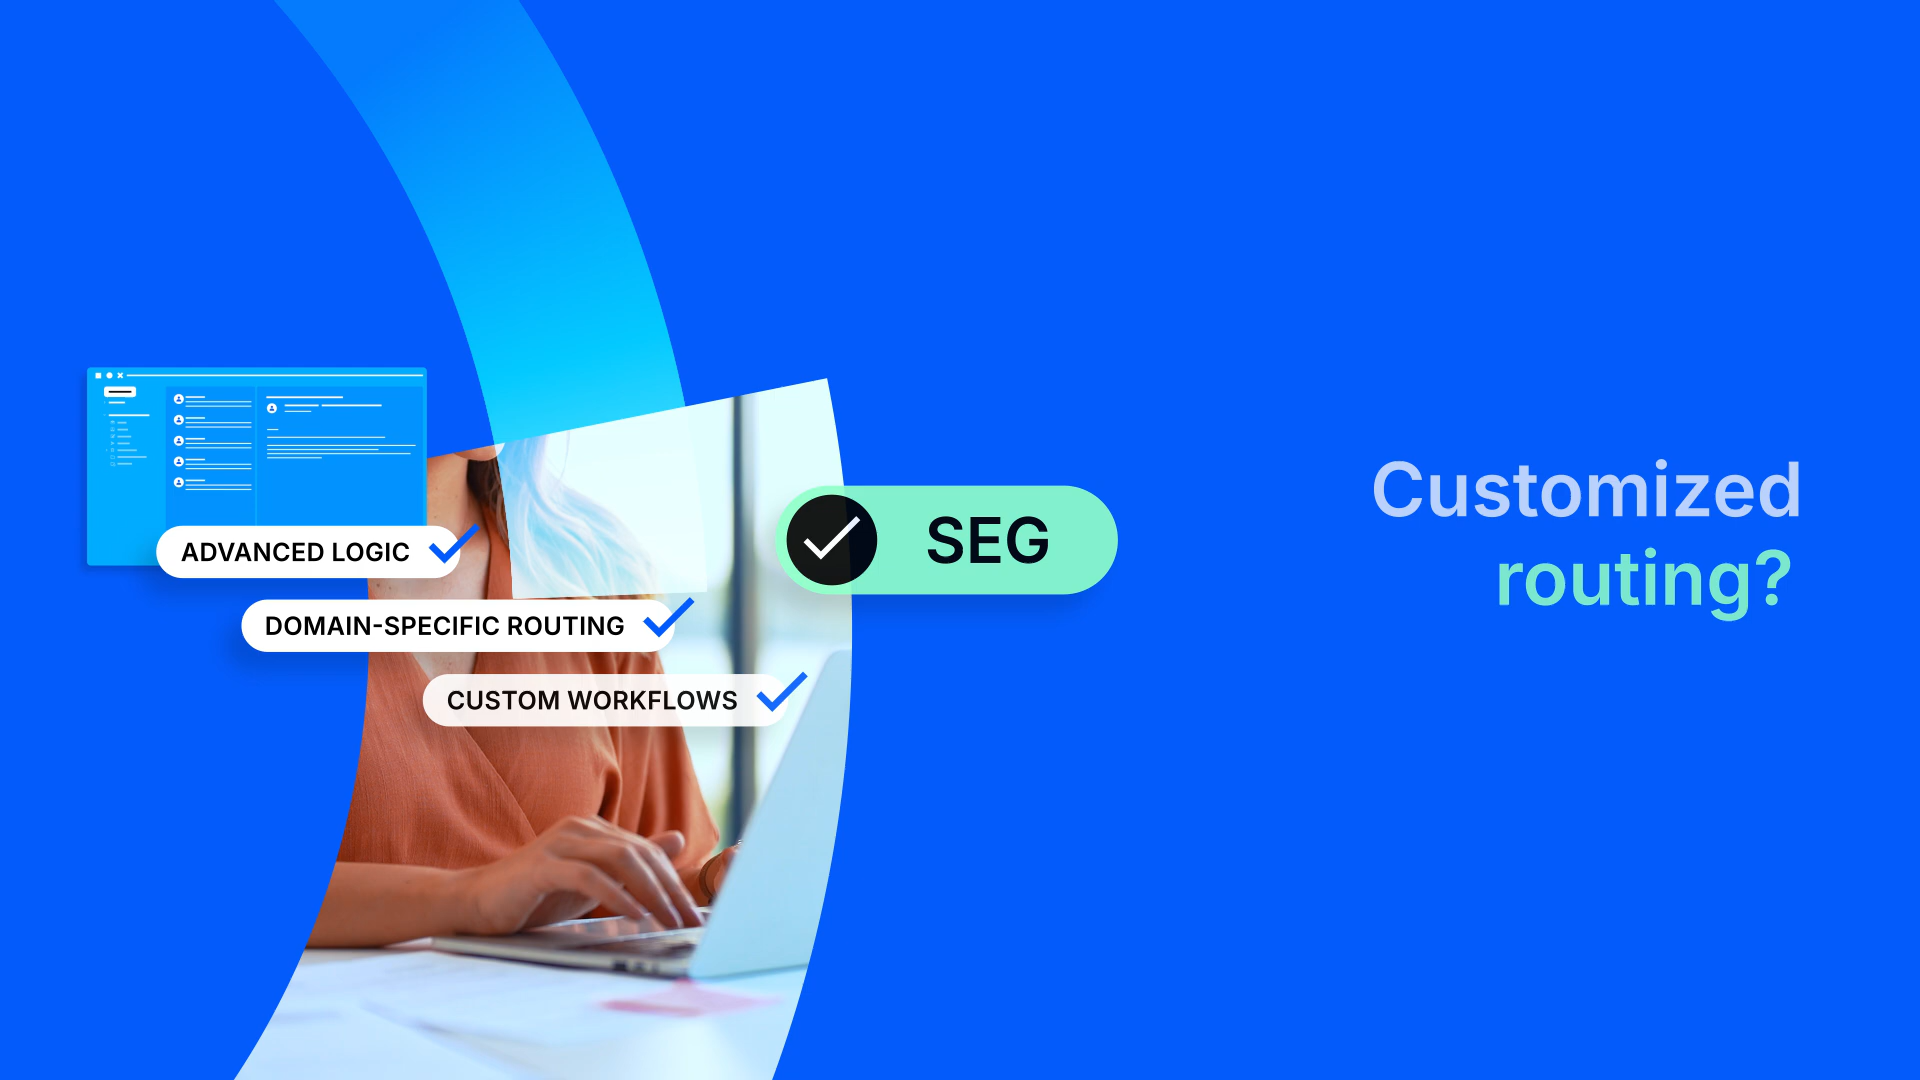 ADVANCED LOGIC
DOMAIN-SPECIFIC ROUTING
CUSTOM WORKFLOWS
SEG
Customized
routing?